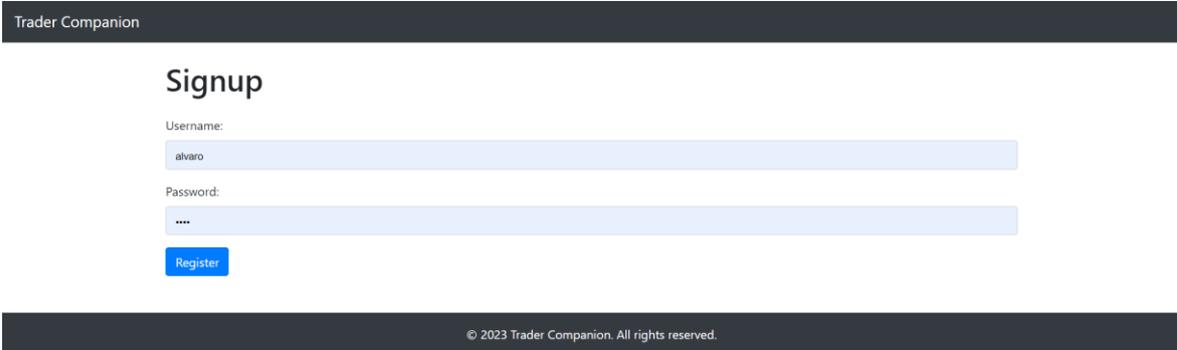 Trader Companion
Signup
Username:
alvaro
Password:
••••
Register
© 2023 Trader Companion. All rights reserved.